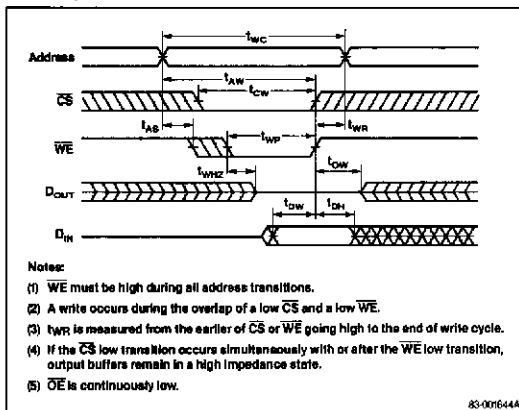 tWC
Address
tAW
tCW
CS
tAS
tWP
tWR
WE
tWHZ
tOW
DOUT
tDW
tDH
DIN
Notes:
(1) WE must be high during all address transitions.
(2) A write occurs during the overlap of a low CS and a low WE.
(3) tWR is measured from the earlier of CS or WE going high to the end of write cycle.
(4) If the CS low transition occurs simultaneously with or after the WE low transition,
output buffers remain in a high impedance state.
(5) OE is continuously low.
83-001644A